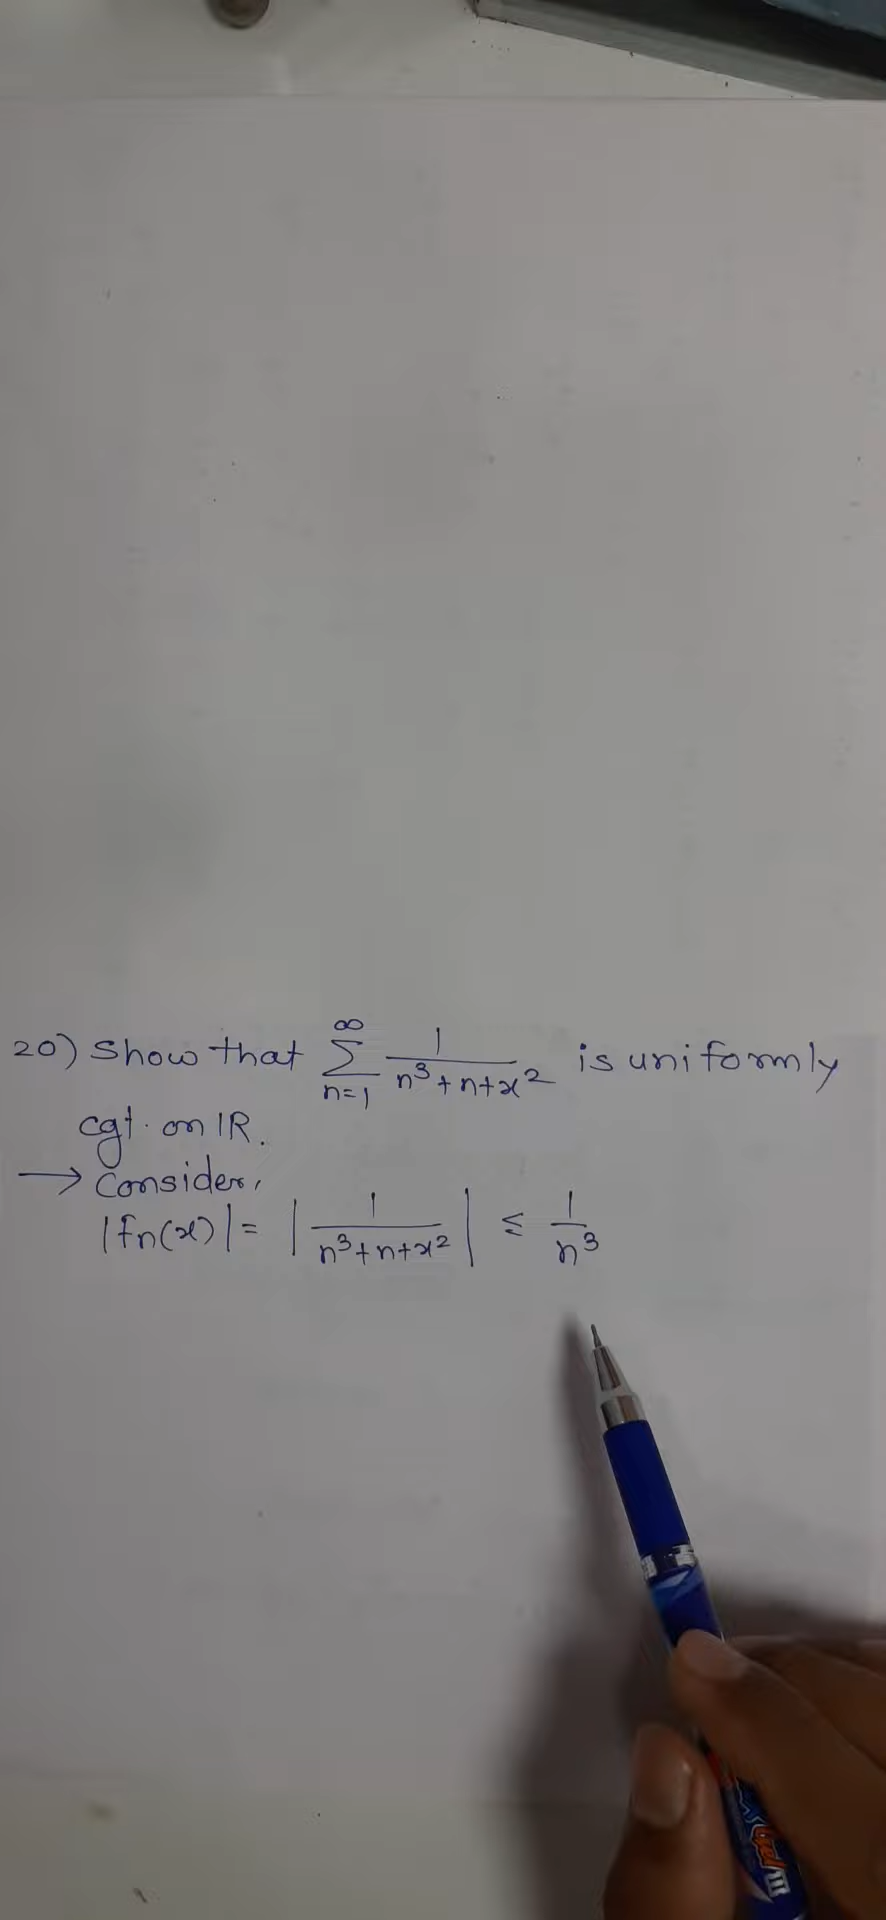 20) Show that ∑_{n=1}^{∞} 1/(n³+n+x²) is uniformly
cgt. on IR.
→ Consider,
|fn(x)| = |1/(n³+n+x²)| ≤ 1/n³